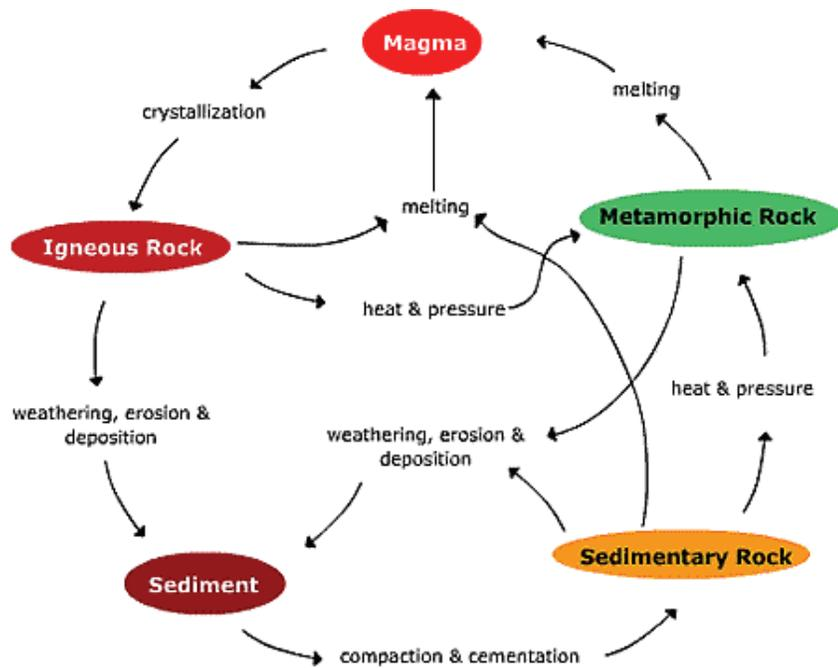 Magma
melting
crystallization
melting
Metamorphic Rock
Igneous Rock
heat & pressure
heat & pressure
weathering, erosion &
deposition
weathering, erosion &
deposition
Sedimentary Rock
Sediment
compaction & cementation